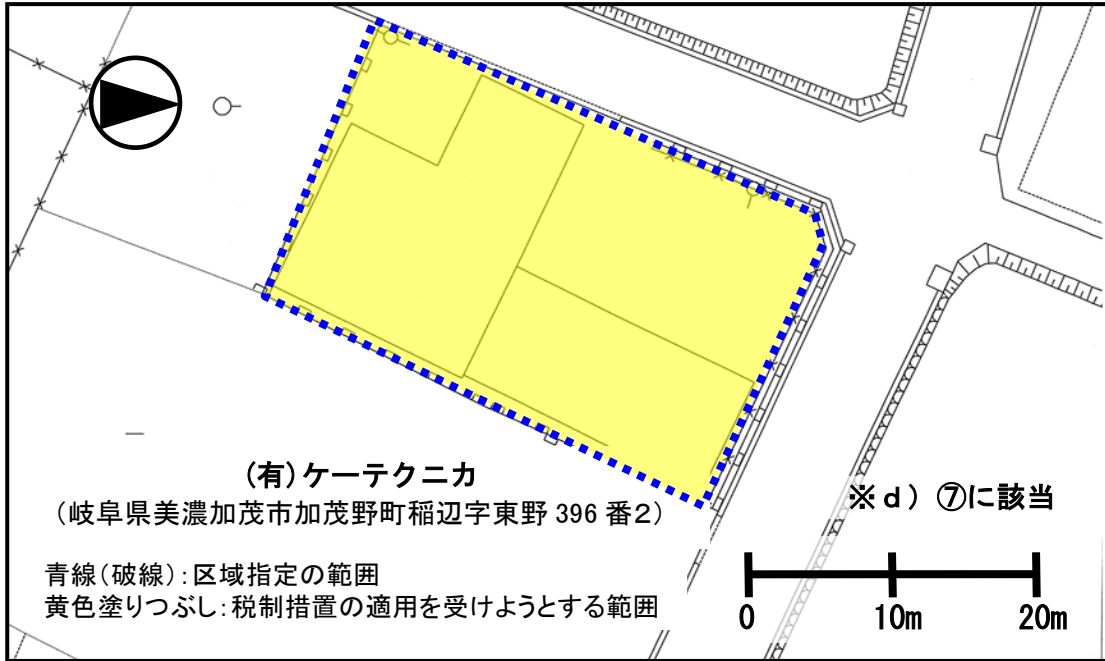 (有)ケーテクニカ
(岐阜県美濃加茂市加茂野町稲辺字東野 396 番2)
※ d) ⑦に該当
青線(破線):区域指定の範囲
黄色塗りつぶし:税制措置の適用を受けようとする範囲
0 10m 20m